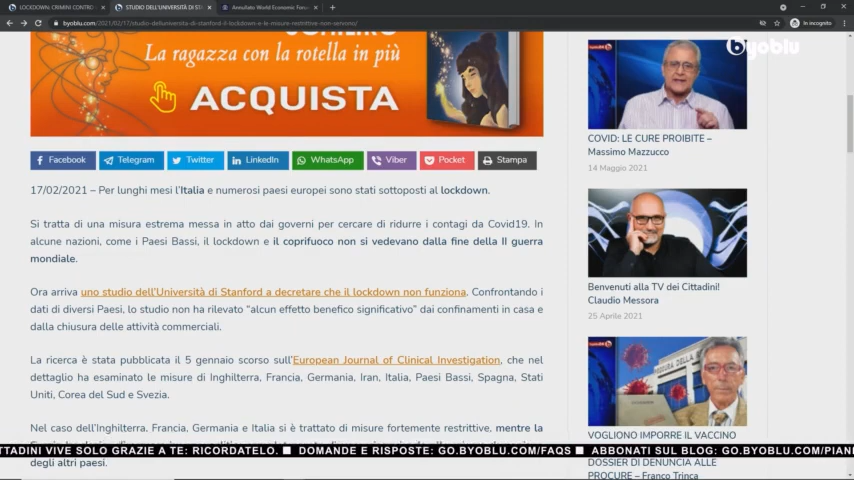 LOCKDOWN: CRIMINI CONTRO
STUDIO DELL'UNIVERSITÀ DI ST
Annullato World Economic Forum
byoblu.com/2021/02/17/studio-delluniversita-di-stanford-il-lockdown-e-le-misure-restrittive-non-servono/
In incognito
byoblu
La ragazza con la rotella in più
ACQUISTA
Facebook
Telegram
Twitter
LinkedIn
WhatsApp
Viber
Pocket
Stampa
17/02/2021 – Per lunghi mesi l'Italia e numerosi paesi europei sono stati sottoposti al lockdown.
Si tratta di una misura estrema messa in atto dai governi per cercare di ridurre i contagi da Covid19. In
alcune nazioni, come i Paesi Bassi, il lockdown e il coprifuoco non si vedevano dalla fine della II guerra
mondiale.
Ora arriva uno studio dell'Università di Stanford a decretare che il lockdown non funziona. Confrontando i
dati di diversi Paesi, lo studio non ha rilevato "alcun effetto benefico significativo" dai confinamenti in casa e
dalla chiusura delle attività commerciali.
La ricerca è stata pubblicata il 5 gennaio scorso sull'European Journal of Clinical Investigation, che nel
dettaglio ha esaminato le misure di Inghilterra, Francia, Germania, Iran, Italia, Paesi Bassi, Spagna, Stati
Uniti, Corea del Sud e Svezia.
Nel caso dell'Inghilterra, Francia, Germania e Italia si è trattato di misure fortemente restrittive, mentre la
degli altri paesi.
COVID: LE CURE PROIBITE –
Massimo Mazzucco
14 Maggio 2021
Benvenuti alla TV dei Cittadini!
Claudio Messora
25 Aprile 2021
VOGLIONO IMPORRE IL VACCINO
DOSSIER DI DENUNCIA ALLE
PROCURE – Franco Trinca
TTADINI VIVE SOLO GRAZIE A TE: RICORDATELO. ■ DOMANDE E RISPOSTE: GO.BYOBLU.COM/FAQS ■ ABBONATI SUL BLOG: GO.BYOBLU.COM/PIAN